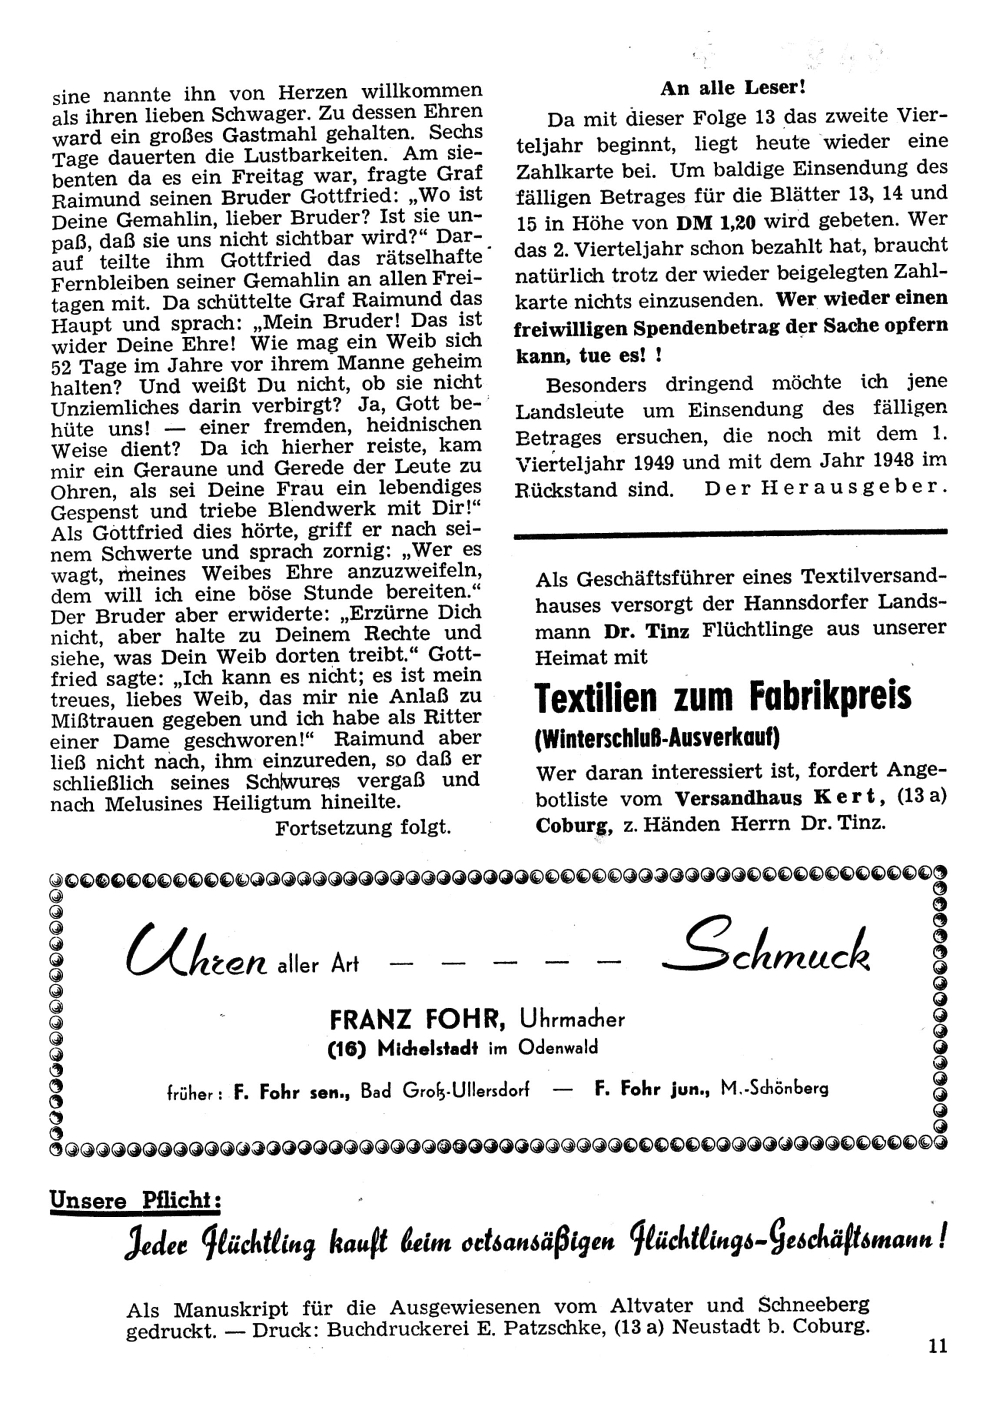 sine nannte ihn von Herzen willkommen
als ihren lieben Schwager. Zu dessen Ehren
ward ein großes Gastmahl gehalten. Sechs
Tage dauerten die Lustbarkeiten. Am sie-
benten da es ein Freitag war, fragte Graf
Raimund seinen Bruder Gottfried: „Wo ist
Deine Gemahlin, lieber Bruder? Ist sie un-
paß, daß sie uns nicht sichtbar wird?“ Dar-
auf teilte ihm Gottfried das rätselhafte
Fernbleiben seiner Gemahlin an allen Frei-
tagen mit. Da schüttelte Graf Raimund das
Haupt und sprach: „Mein Bruder! Das ist
wider Deine Ehre! Wie mag ein Weib sich
52 Tage im Jahre vor ihrem Manne geheim
halten? Und weißt Du nicht, ob sie nicht
Unziemliches darin verbirgt? Ja, Gott be-
hüte uns! — einer fremden, heidnischen
Weise dient? Da ich hierher reiste, kam
mir ein Geraune und Gerede der Leute zu
Ohren, als sei Deine Frau ein lebendiges
Gespenst und triebe Blendwerk mit Dir!“
Als Gottfried dies hörte, griff er nach sei-
nem Schwerte und sprach zornig: „Wer es
wagt, meines Weibes Ehre anzuzweifeln,
dem will ich eine böse Stunde bereiten.“
Der Bruder aber erwiderte: „Erzürne Dich
nicht, aber halte zu Deinem Rechte und
siehe, was Dein Weib dorten treibt.“ Gott-
fried sagte: „Ich kann es nicht; es ist mein
treues, liebes Weib, das mir nie Anlaß zu
Mißtrauen gegeben und ich habe als Ritter
einer Dame geschworen!“ Raimund aber
ließ nicht nach, ihm einzureden, so daß er
schließlich seines Schwures vergaß und
nach Melusines Heiligtum hineilte.
Fortsetzung folgt.
An alle Leser!
Da mit dieser Folge 13 das zweite Vier-
teljahr beginnt, liegt heute wieder eine
Zahlkarte bei. Um baldige Einsendung des
fälligen Betrages für die Blätter 13, 14 und
15 in Höhe von DM 1,20 wird gebeten. Wer
das 2. Vierteljahr schon bezahlt hat, braucht
natürlich trotz der wieder beigelegten Zahl-
karte nichts einzusenden. Wer wieder einen
freiwilligen Spendenbetrag der Sache opfern
kann, tue es! !
Besonders dringend möchte ich jene
Landsleute um Einsendung des fälligen
Betrages ersuchen, die noch mit dem 1.
Vierteljahr 1949 und mit dem Jahr 1948 im
Rückstand sind. Der Herausgeber.
Als Geschäftsführer eines Textilversand-
hauses versorgt der Hannsdorfer Lands-
mann Dr. Tinz Flüchtlinge aus unserer
Heimat mit
Textilien zum Fabrikpreis
(Winterschluß-Ausverkauf)
Wer daran interessiert ist, fordert Ange-
botliste vom Versandhaus Kert, (13 a)
Coburg, z. Händen Herrn Dr. Tinz.
Uhren aller Art — — — — — Schmuck
FRANZ FOHR, Uhrmacher
(16) Michelstadt im Odenwald
früher: F. Fohr sen., Bad Groß-Ullersdorf — F. Fohr jun., M.-Schönberg
Unsere Pflicht:
Jeder Flüchtling kauft beim ortsansäßigen Flüchtlings-Geschäftsmann!
Als Manuskript für die Ausgewiesenen vom Altvater und Schneeberg
gedruckt. — Druck: Buchdruckerei E. Patzschke, (13 a) Neustadt b. Coburg.
11